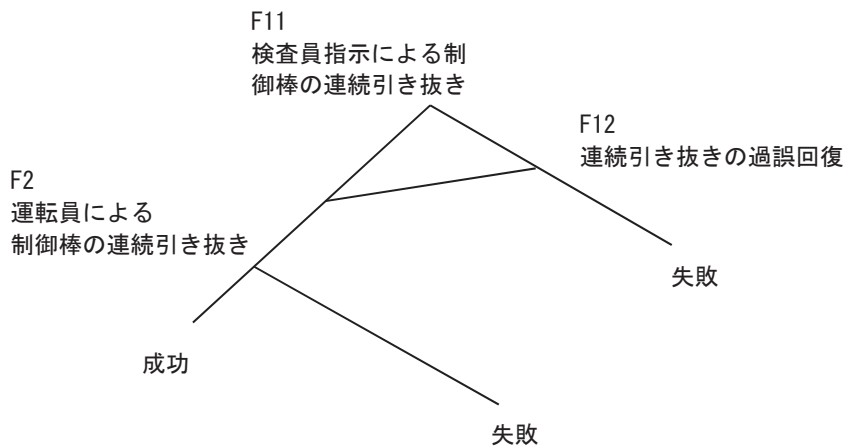 F11
検査員指示による制
御棒の連続引き抜き
F12
連続引き抜きの過誤回復
F2
運転員による
制御棒の連続引き抜き
失敗
成功
失敗